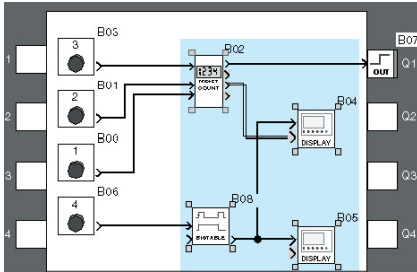 B03
3
B01
2
B00
1
B06
4
B02
1234
PRESET
COUNT
B07
OUT
B04
DISPLAY
B08
BISTABLE
B05
DISPLAY
1
2
3
4
Q1
Q2
Q3
Q4